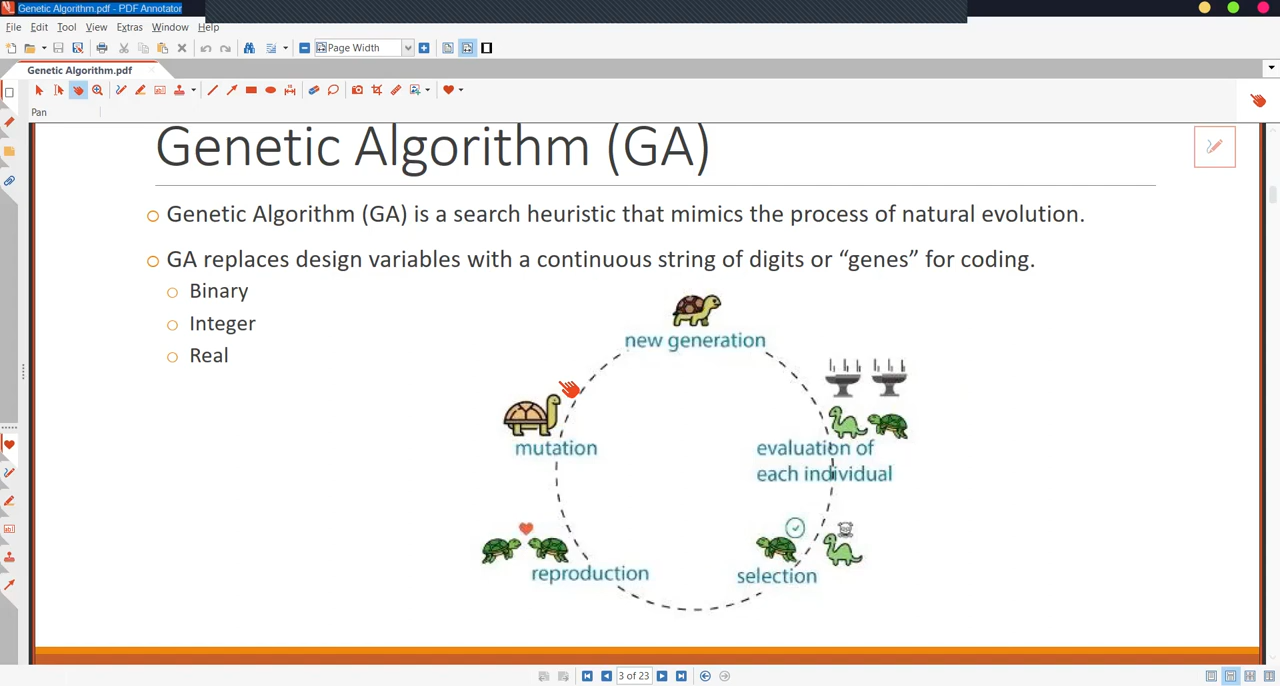 Genetic Algorithm.pdf - PDF Annotator
File Edit Tool View Extras Window Help
Page Width
Genetic Algorithm.pdf
Pan
Genetic Algorithm (GA)
Genetic Algorithm (GA) is a search heuristic that mimics the process of natural evolution.
GA replaces design variables with a continuous string of digits or “genes” for coding.
Binary
Integer
Real
new generation
mutation
evaluation of
each individual
reproduction
selection
3 of 23